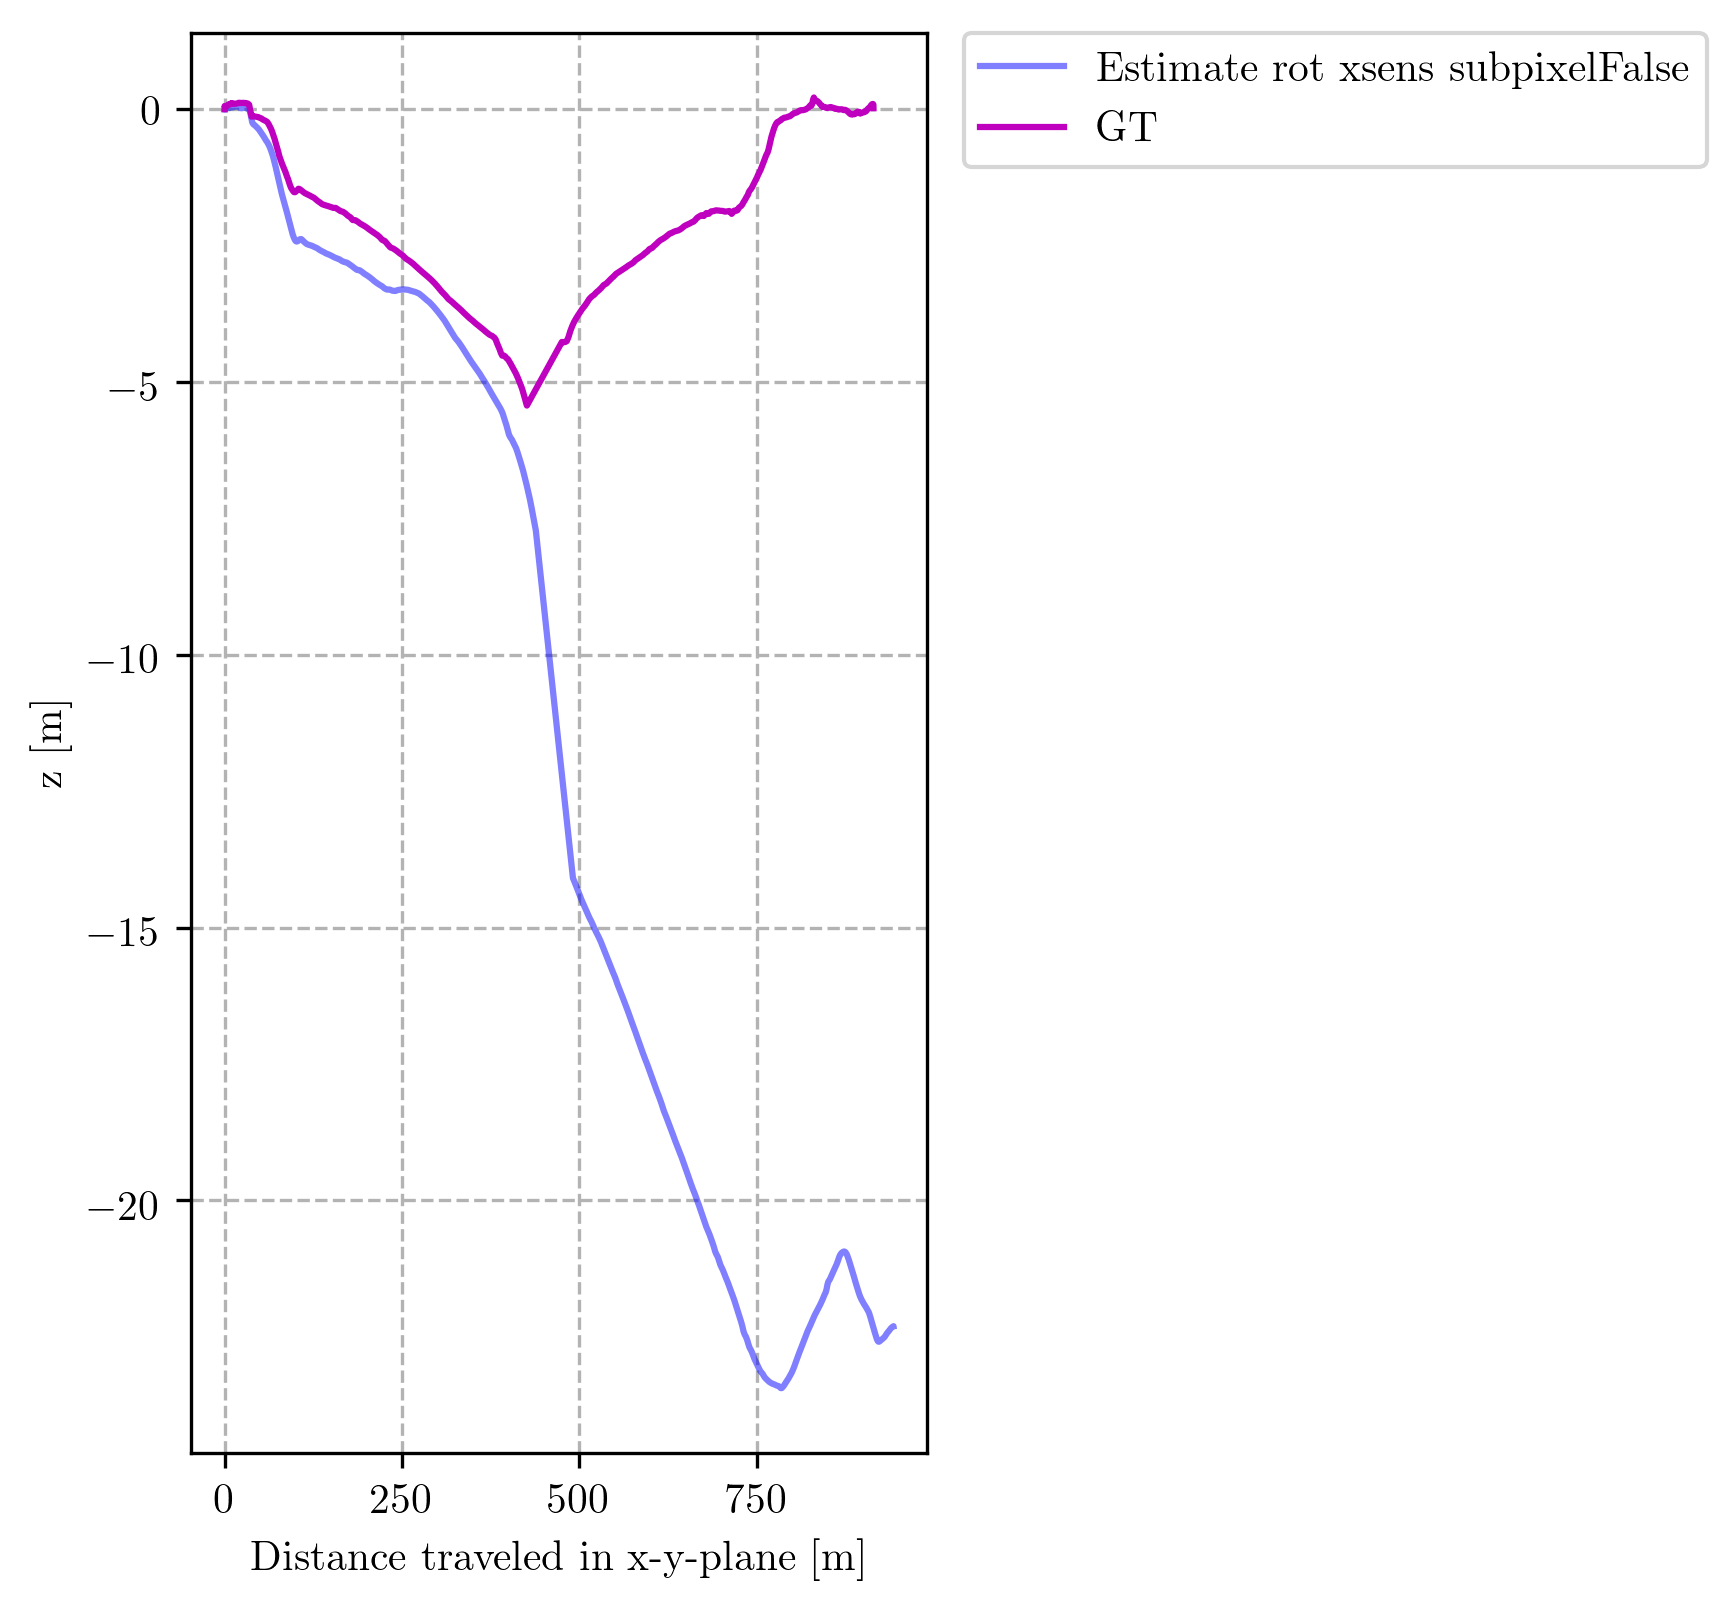 Estimate rot xsens subpixelFalse
GT
0
−5
−10
−15
−20
z [m]
0 250 500 750
Distance traveled in x-y-plane [m]